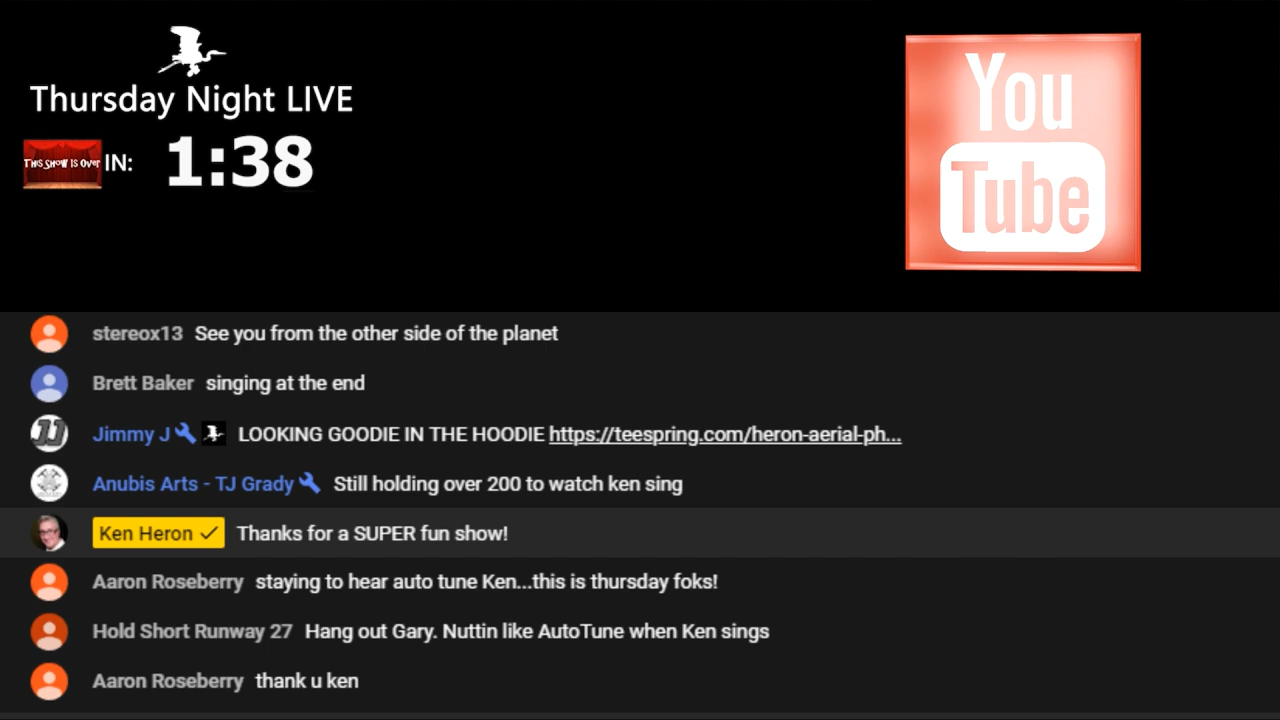 Thursday Night LIVE
THIS SHOW IS OVER IN: 1:38
You
Tube
stereox13 See you from the other side of the planet
Brett Baker singing at the end
Jimmy J LOOKING GOODIE IN THE HOODIE https://teespring.com/heron-aerial-ph...
Anubis Arts - TJ Grady Still holding over 200 to watch ken sing
Ken Heron Thanks for a SUPER fun show!
Aaron Roseberry staying to hear auto tune Ken...this is thursday foks!
Hold Short Runway 27 Hang out Gary. Nuttin like AutoTune when Ken sings
Aaron Roseberry thank u ken